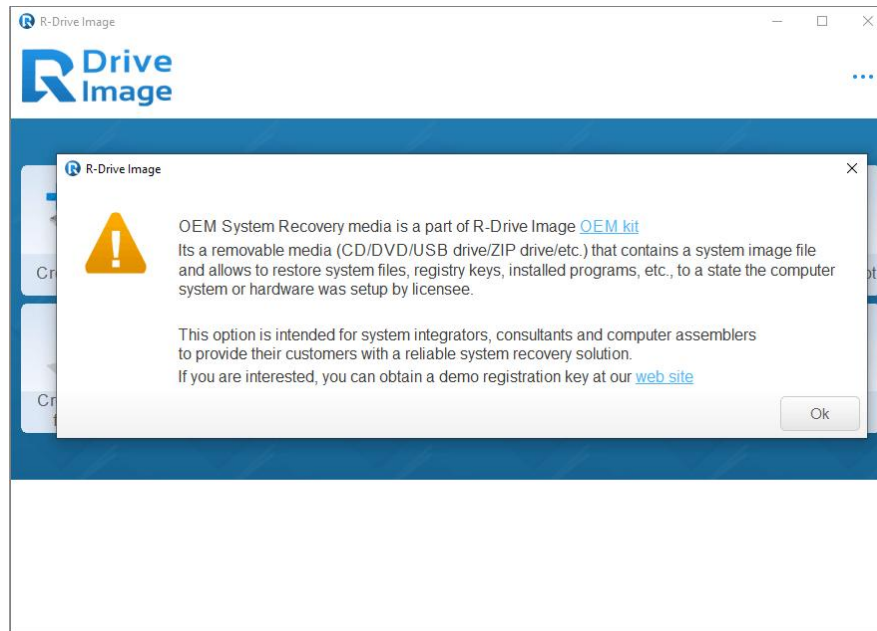 R-Drive Image
Drive
Image
R-Drive Image
OEM System Recovery media is a part of R-Drive Image OEM kit
Its a removable media (CD/DVD/USB drive/ZIP drive/etc.) that contains a system image file
and allows to restore system files, registry keys, installed programs, etc., to a state the computer
system or hardware was setup by licensee.
This option is intended for system integrators, consultants and computer assemblers
to provide their customers with a reliable system recovery solution.
If you are interested, you can obtain a demo registration key at our web site
Ok